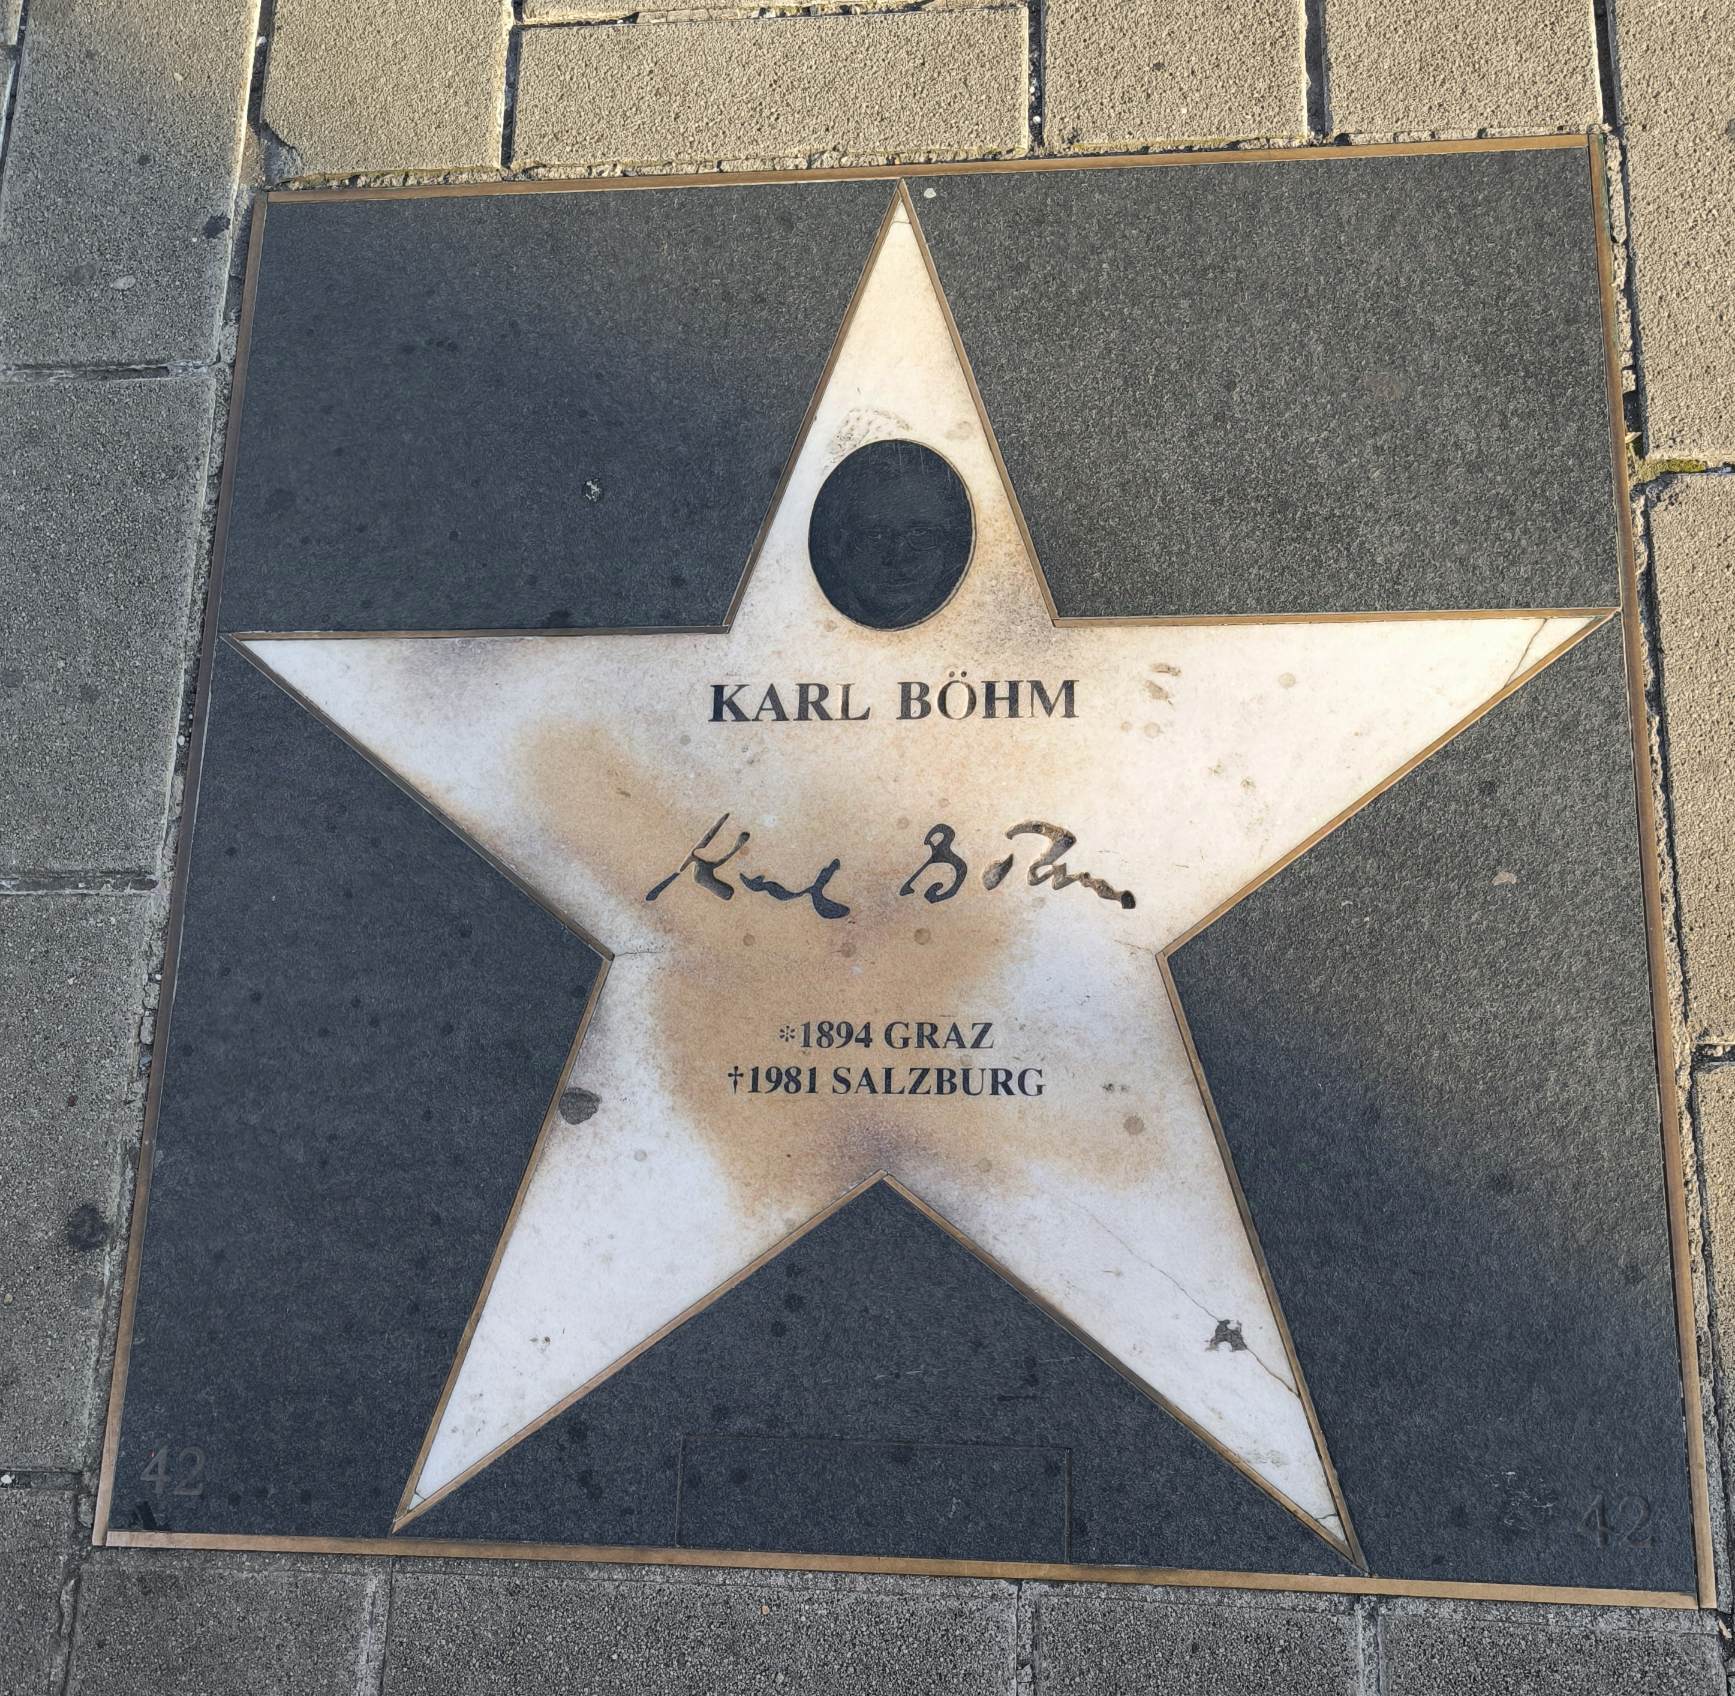 KARL BÖHM
Karl Böhm
*1894 GRAZ
†1981 SALZBURG
42
42